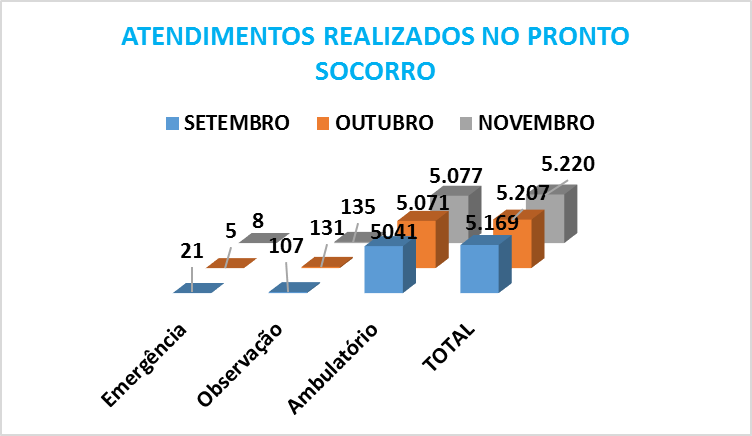 ATENDIMENTOS REALIZADOS NO PRONTO
SOCORRO
SETEMBRO OUTUBRO NOVEMBRO
21 5 8
107 131 135
5041 5.071 5.077
5.169 5.207 5.220
Emergência
Observação
Ambulatório
TOTAL